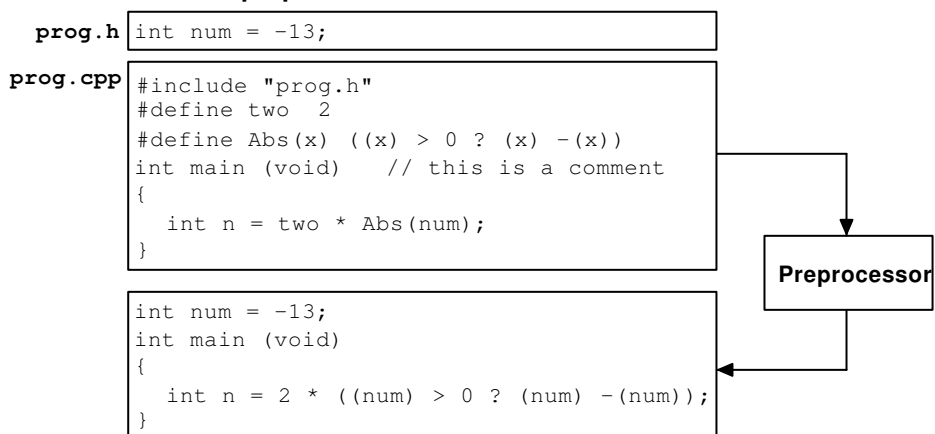 prog.h int num = -13;
prog.cpp #include "prog.h"
#define two  2
#define Abs(x) ((x) > 0 ? (x) -(x))
int main (void)   // this is a comment
{
  int n = two * Abs(num);
}
Preprocessor
int num = -13;
int main (void)
{
  int n = 2 * ((num) > 0 ? (num) -(num));
}